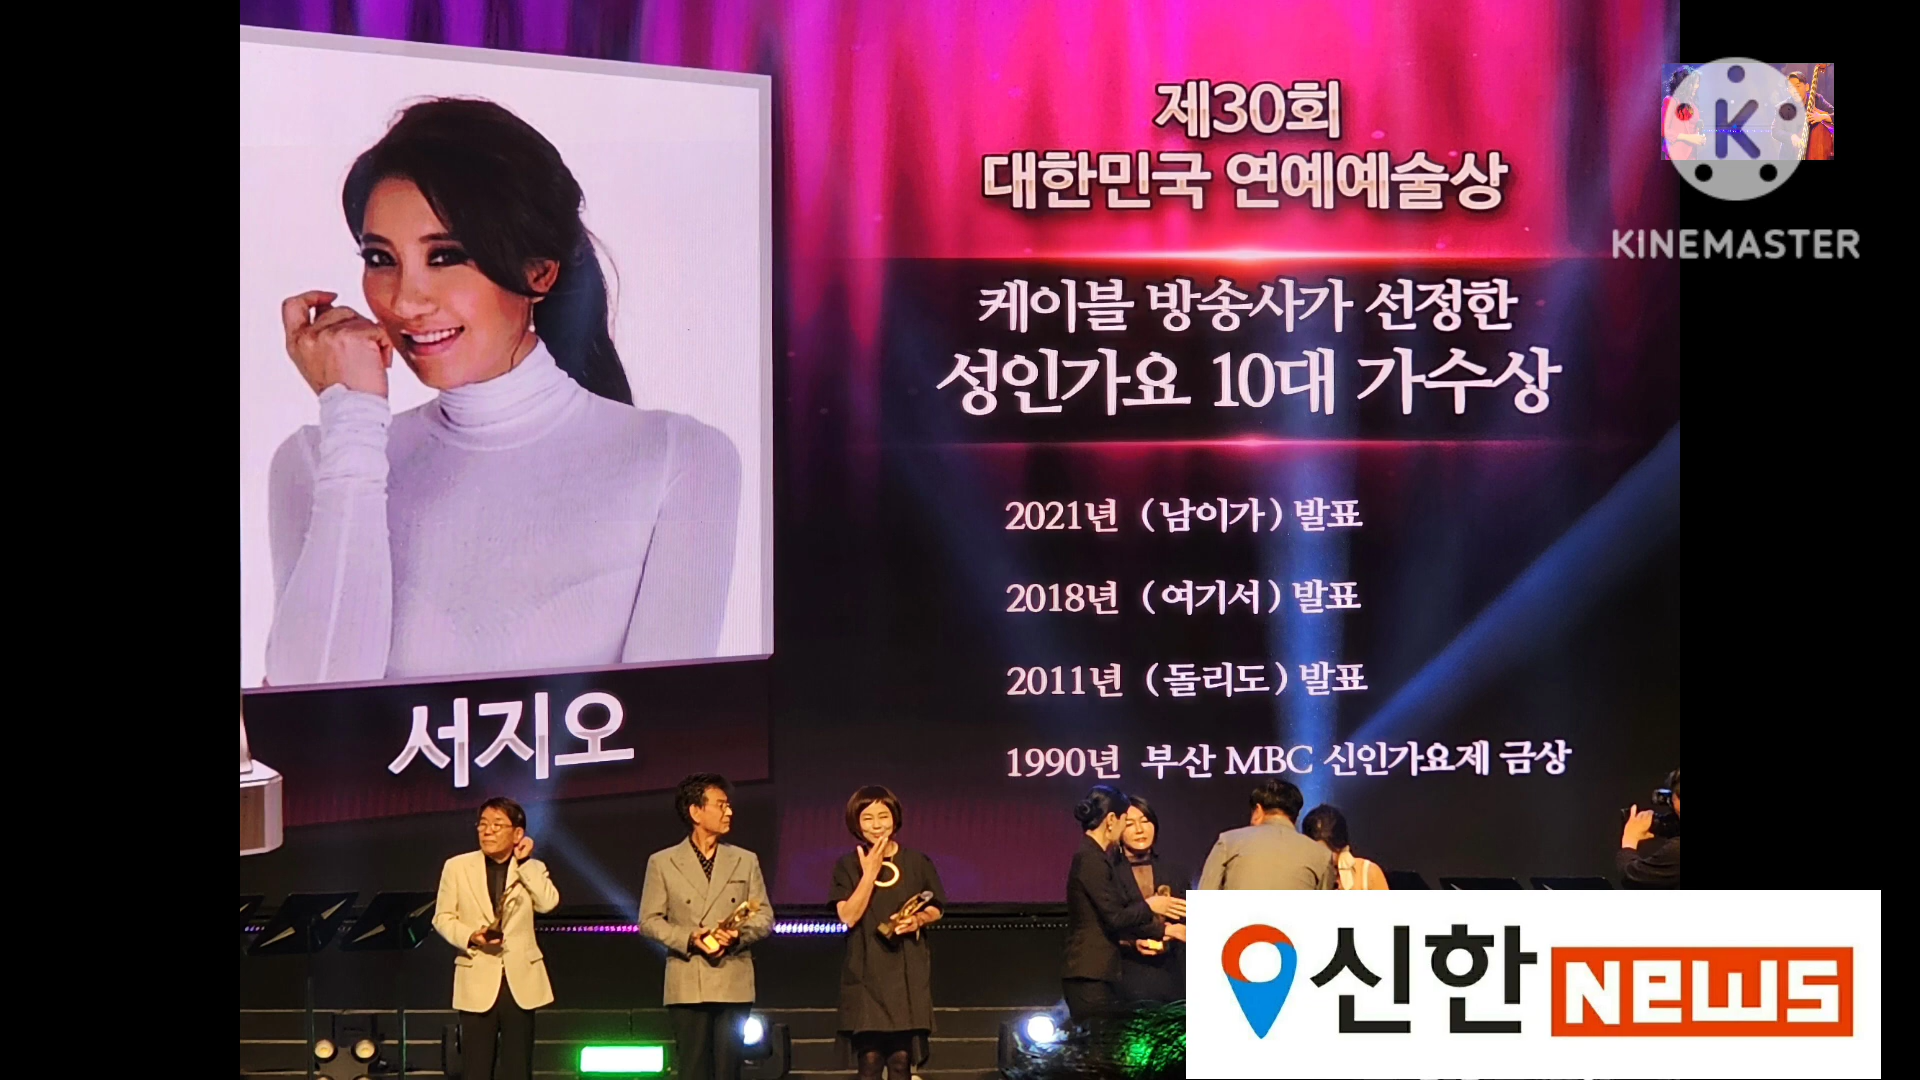 제30회
대한민국 연예예술상
케이블 방송사가 선정한
성인가요 10대 가수상
2021년 (남이가) 발표
2018년 (여기서) 발표
2011년 (돌리도) 발표
1990년 부산 MBC 신인가요제 금상
서지오
K
KINEMASTER
신한 NEWS